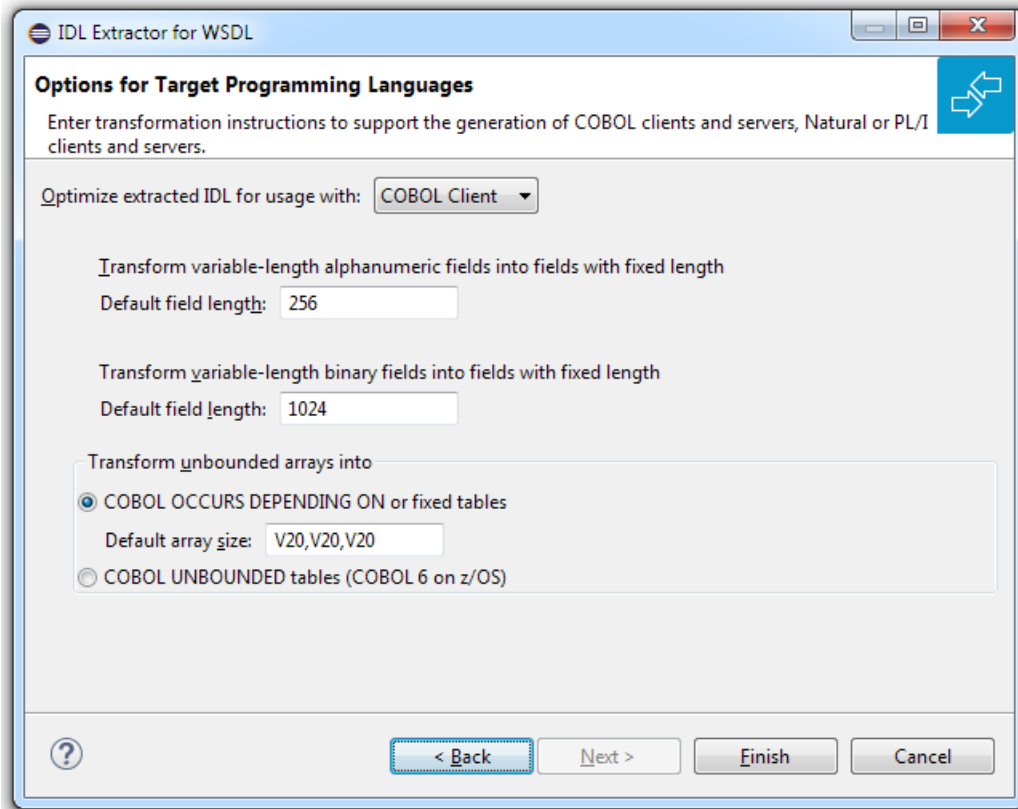 IDL Extractor for WSDL
Options for Target Programming Languages
Enter transformation instructions to support the generation of COBOL clients and servers, Natural or PL/I
clients and servers.
Optimize extracted IDL for usage with: COBOL Client
Transform variable-length alphanumeric fields into fields with fixed length
Default field length: 256
Transform variable-length binary fields into fields with fixed length
Default field length: 1024
Transform unbounded arrays into
COBOL OCCURS DEPENDING ON or fixed tables
Default array size: V20,V20,V20
COBOL UNBOUNDED tables (COBOL 6 on z/OS)
? < Back Next > Finish Cancel